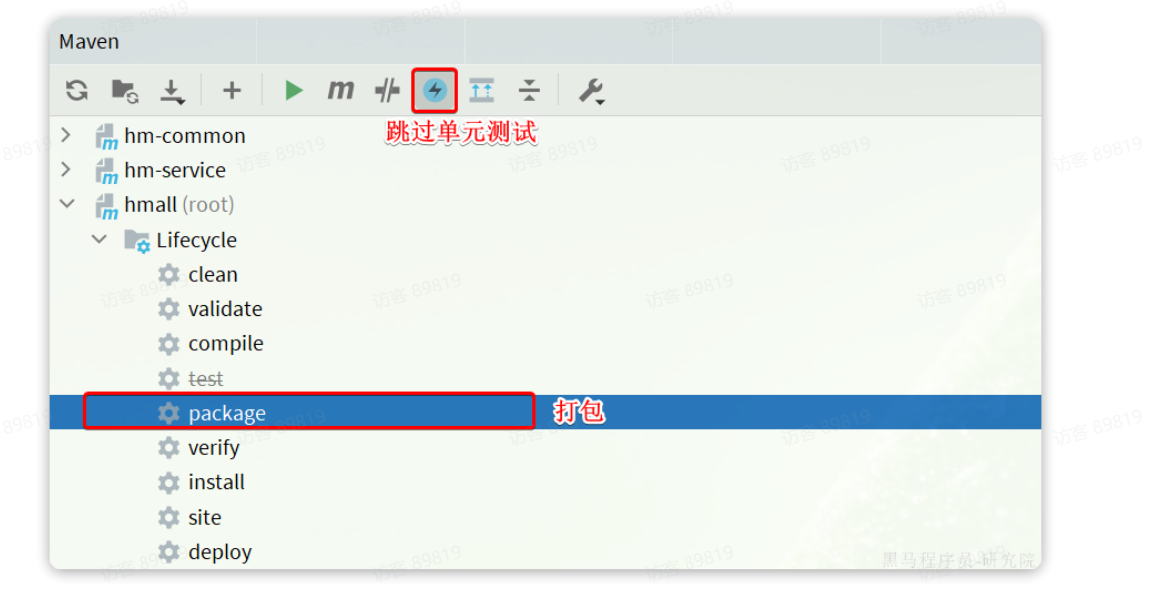 Maven
跳过单元测试
hm-common
hm-service
hmall (root)
Lifecycle
clean
validate
compile
test
package
打包
verify
install
site
deploy
黑马程序员-研究院
访客 89819